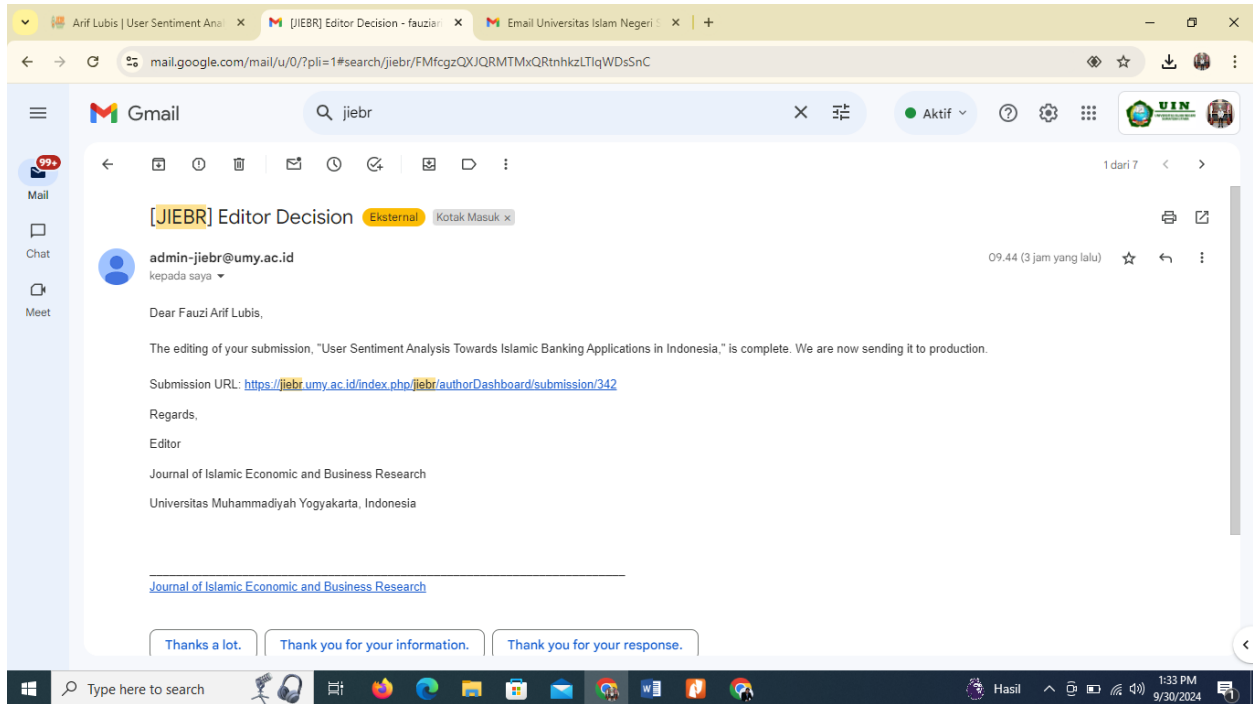 Arif Lubis | User Sentiment Anal
[JIEBR] Editor Decision - fauziari
Email Universitas Islam Negeri S
mail.google.com/mail/u/0/?pli=1#search/jiebr/FMfcgzQXJQRMTMxQRtnhkzLTlqWDsSnC
Gmail
jiebr
Aktif
UIN
99+
Mail
Chat
Meet
1 dari 7
[JIEBR] Editor Decision Eksternal Kotak Masuk ×
admin-jiebr@umy.ac.id
09.44 (3 jam yang lalu)
kepada saya
Dear Fauzi Arif Lubis,
The editing of your submission, "User Sentiment Analysis Towards Islamic Banking Applications in Indonesia," is complete. We are now sending it to production.
Submission URL: https://jiebr.umy.ac.id/index.php/jiebr/authorDashboard/submission/342
Regards,
Editor
Journal of Islamic Economic and Business Research
Universitas Muhammadiyah Yogyakarta, Indonesia
Journal of Islamic Economic and Business Research
Thanks a lot. Thank you for your information. Thank you for your response.
Type here to search
Hasil
1:33 PM
9/30/2024